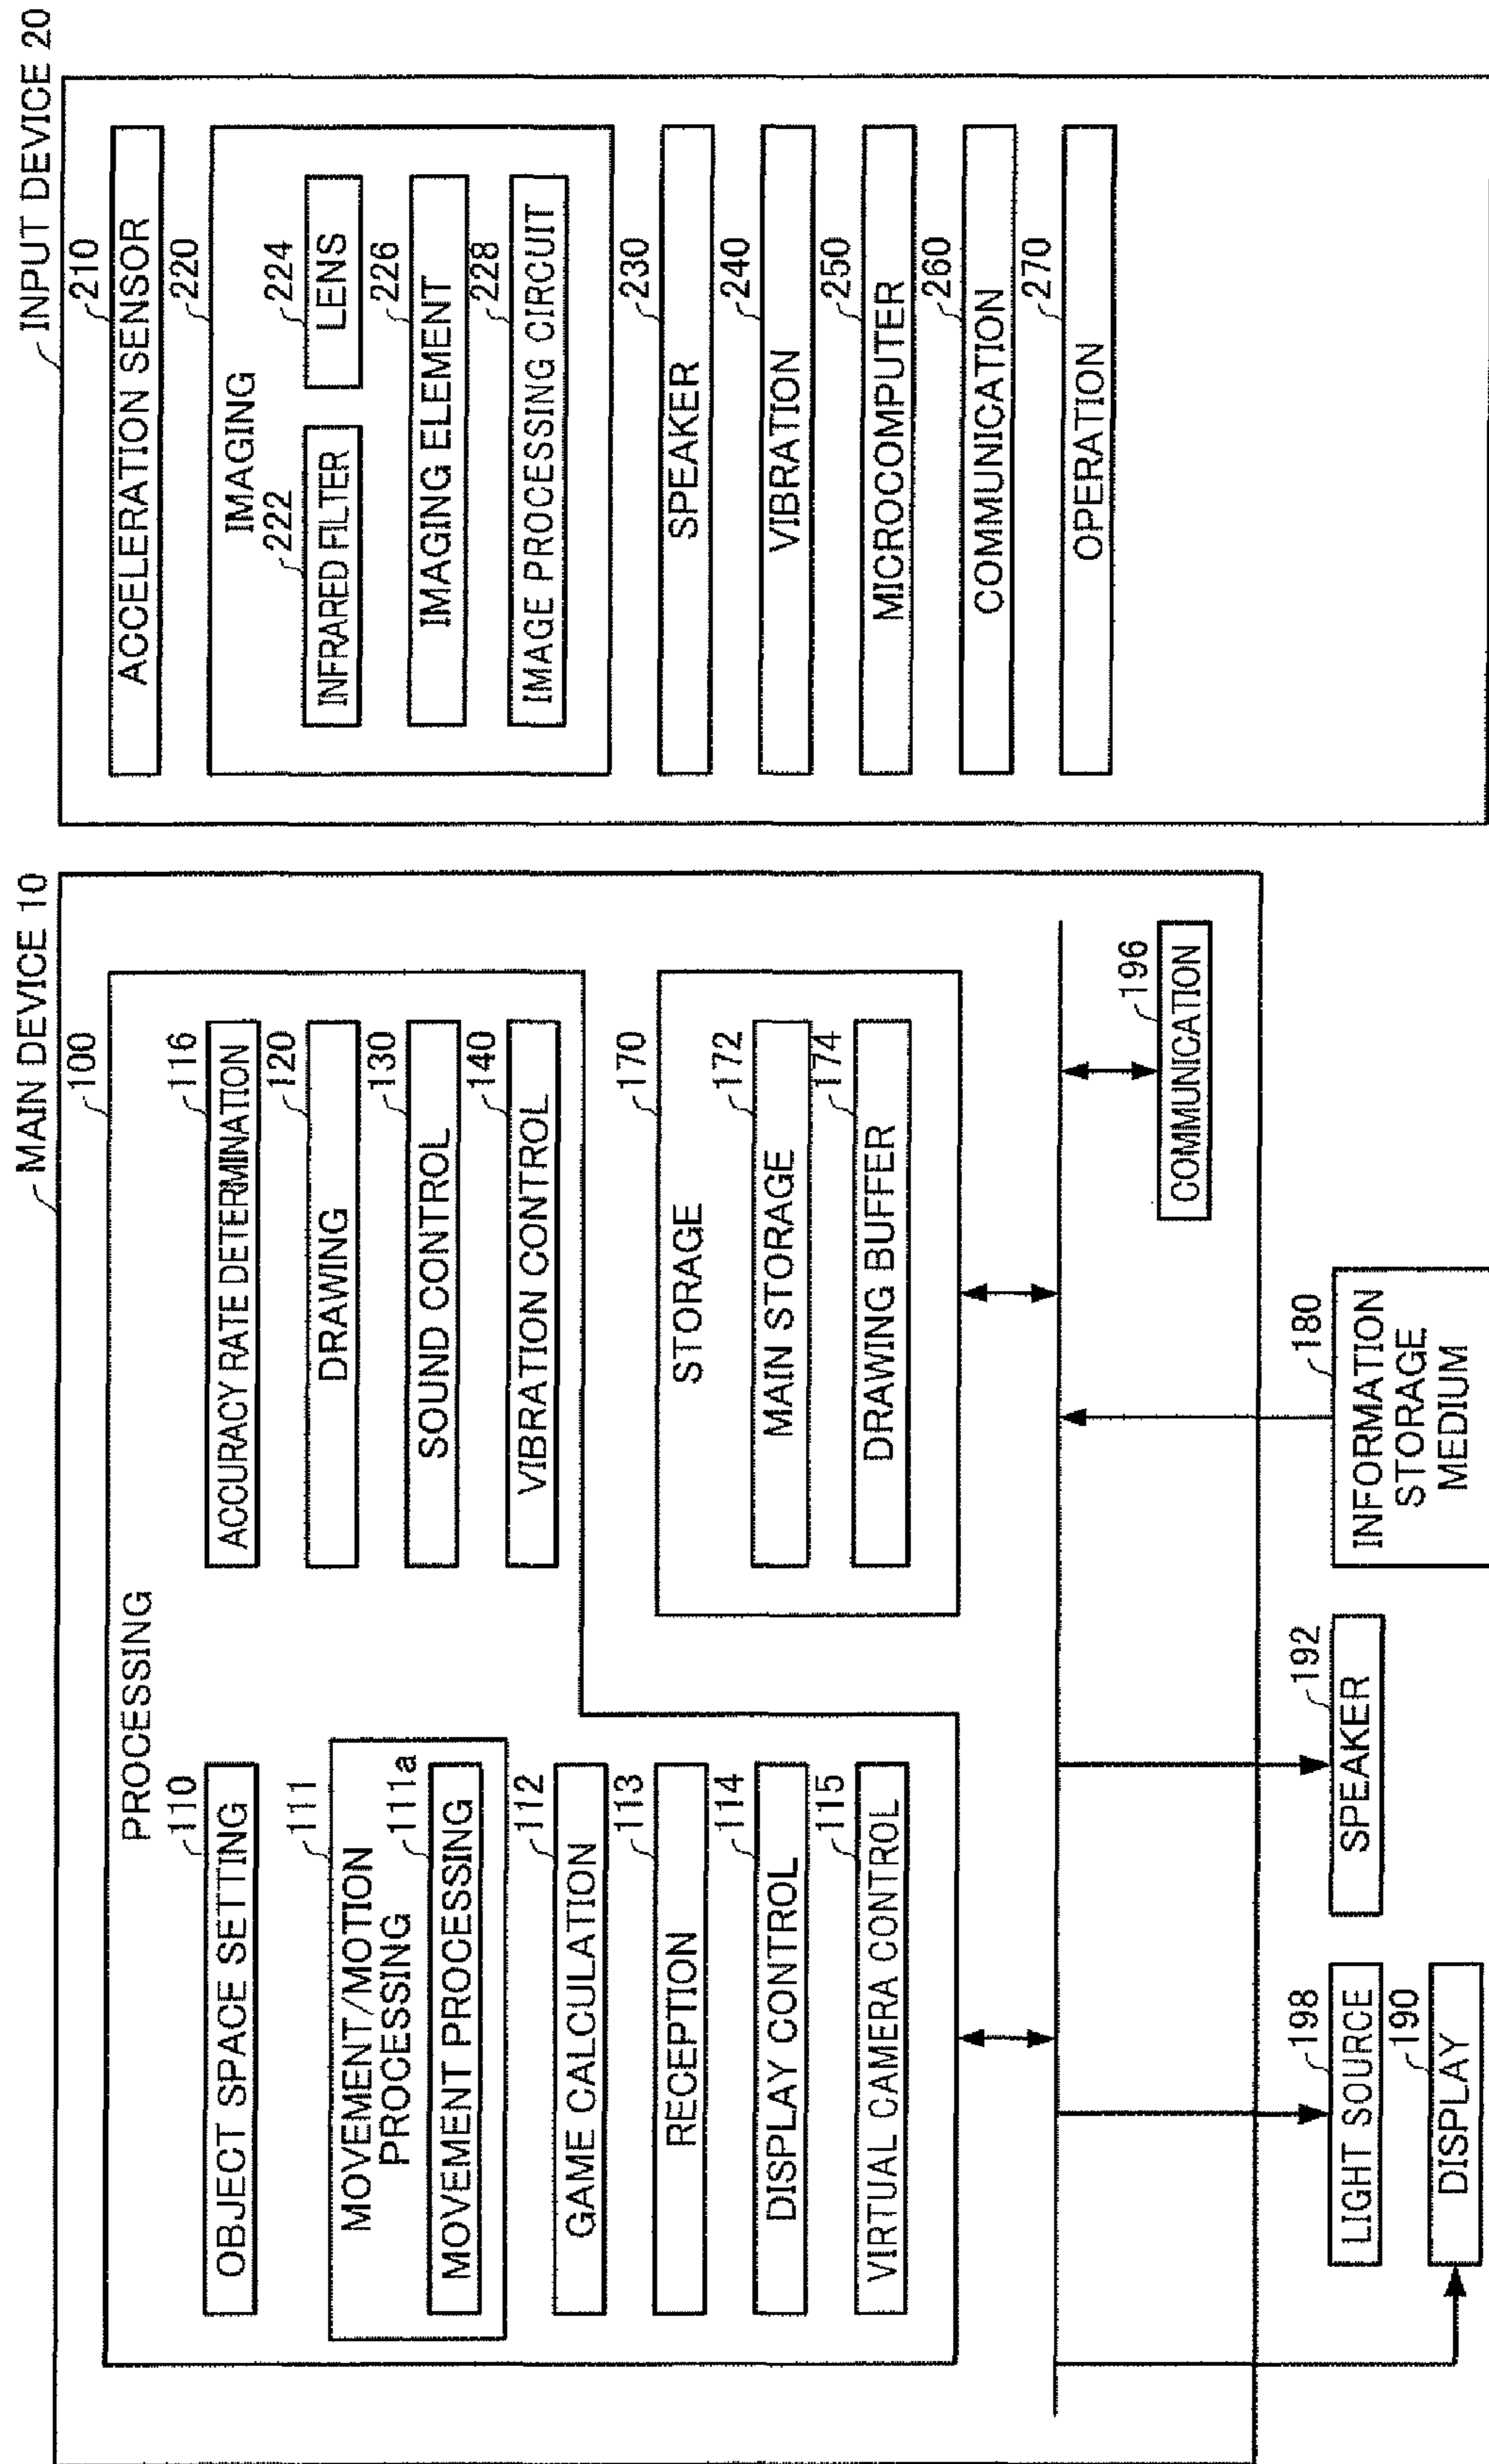 MAIN DEVICE 10
100
PROCESSING
110
OBJECT SPACE SETTING
111
MOVEMENT/MOTION
PROCESSING
111a
MOVEMENT PROCESSING
112
GAME CALCULATION
113
RECEPTION
114
DISPLAY CONTROL
115
VIRTUAL CAMERA CONTROL
116
ACCURACY RATE DETERMINATION
120
DRAWING
130
SOUND CONTROL
140
VIBRATION CONTROL
170
STORAGE
172
MAIN STORAGE
174
DRAWING BUFFER
196
COMMUNICATION
198
LIGHT SOURCE
190
DISPLAY
192
SPEAKER
180
INFORMATION
STORAGE
MEDIUM
INPUT DEVICE 20
210
ACCELERATION SENSOR
220
IMAGING
222
INFRARED FILTER
224
LENS
226
IMAGING ELEMENT
228
IMAGE PROCESSING CIRCUIT
230
SPEAKER
240
VIBRATION
250
MICROCOMPUTER
260
COMMUNICATION
270
OPERATION